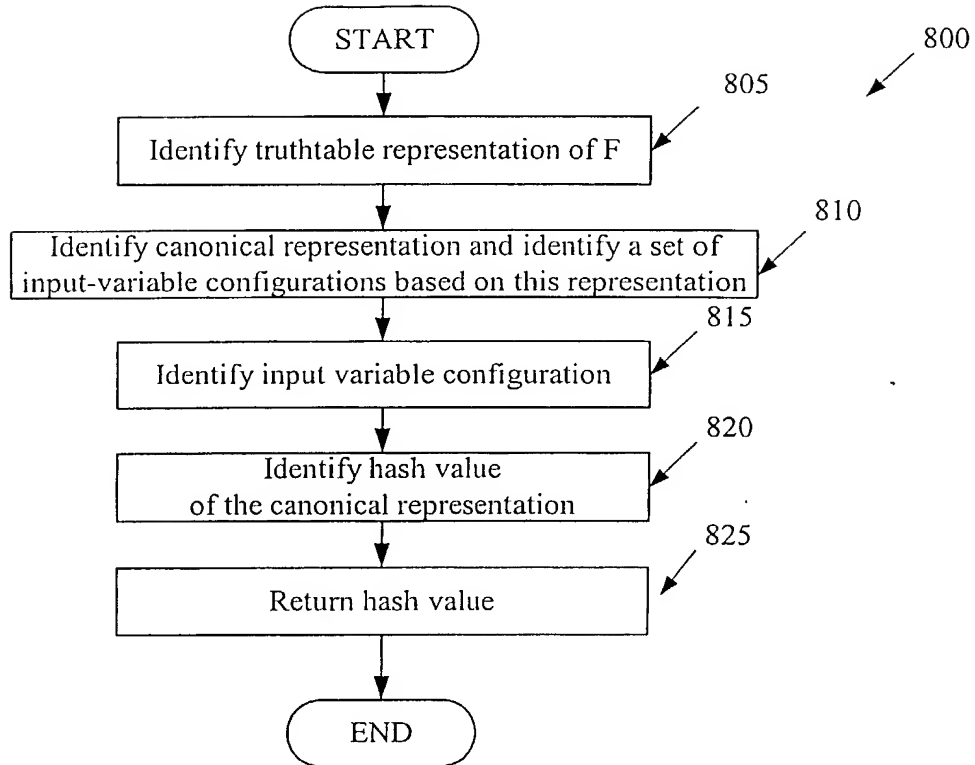 START
800
805
Identify truthtable representation of F
810
Identify canonical representation and identify a set of
input-variable configurations based on this representation
815
Identify input variable configuration
820
Identify hash value
of the canonical representation
825
Return hash value
END